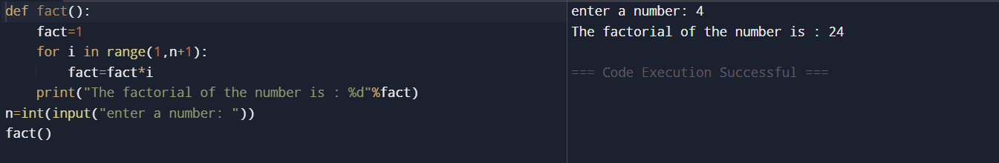 def fact():
    fact=1
    for i in range(1,n+1):
        fact=fact*i
    print("The factorial of the number is : %d"%fact)
n=int(input("enter a number: "))
fact()
enter a number: 4
The factorial of the number is : 24
=== Code Execution Successful ===